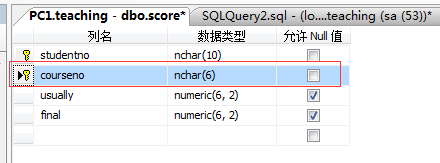 PC1.teaching - dbo.score* SQLQuery2.sql - (lo....teaching (sa (53))*
列名 数据类型 允许 Null 值
studentno nchar(10)
courseno nchar(6)
usually numeric(6, 2)
final numeric(6, 2)